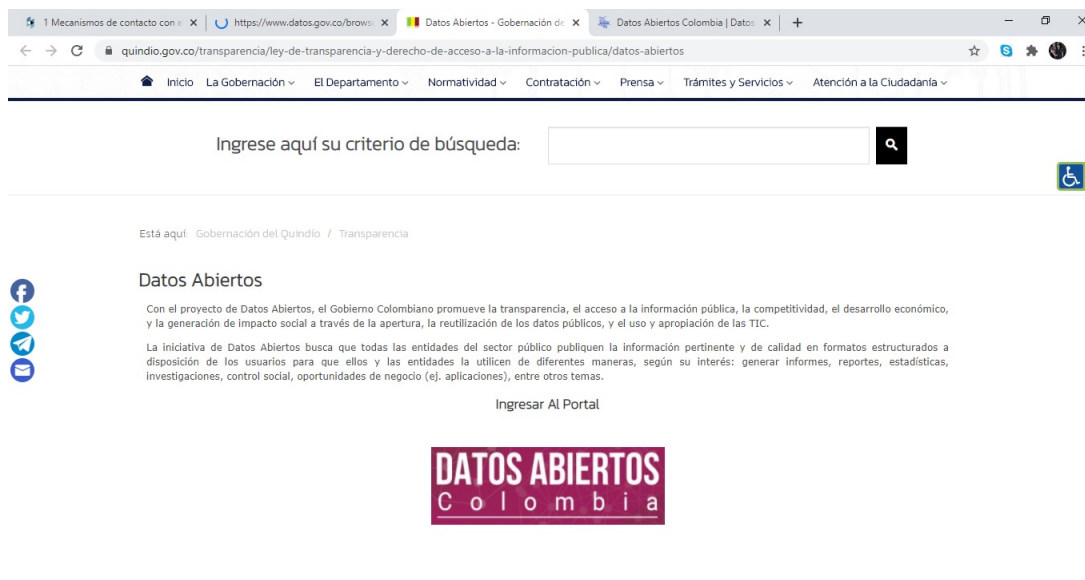 1 Mecanismos de contacto con e
https://www.datos.gov.co/browse
Datos Abiertos - Gobernación de
Datos Abiertos Colombia | Datos
quindio.gov.co/transparencia/ley-de-transparencia-y-derecho-de-acceso-a-la-informacion-publica/datos-abiertos
Inicio La Gobernación El Departamento Normatividad Contratación Prensa Trámites y Servicios Atención a la Ciudadanía
Ingrese aquí su criterio de búsqueda:
Está aquí: Gobernación del Quindío / Transparencia
Datos Abiertos
Con el proyecto de Datos Abiertos, el Gobierno Colombiano promueve la transparencia, el acceso a la información pública, la competitividad, el desarrollo económico,
y la generación de impacto social a través de la apertura, la reutilización de los datos públicos, y el uso y apropiación de las TIC.
La iniciativa de Datos Abiertos busca que todas las entidades del sector público publiquen la información pertinente y de calidad en formatos estructurados a
disposición de los usuarios para que ellos y las entidades la utilicen de diferentes maneras, según su interés: generar informes, reportes, estadísticas,
investigaciones, control social, oportunidades de negocio (ej. aplicaciones), entre otros temas.
Ingresar Al Portal
DATOS ABIERTOS
Colombia